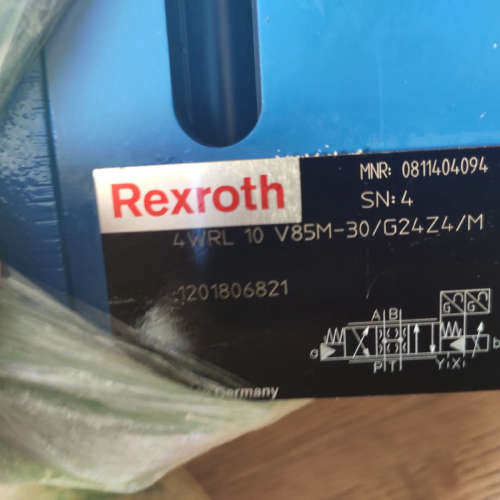 Rexroth
MNR: 0811404094
SN: 4
4WRL 10 V85M-30/G24Z4/M
1201806821
A B
G G
a b
P T Y X
Germany